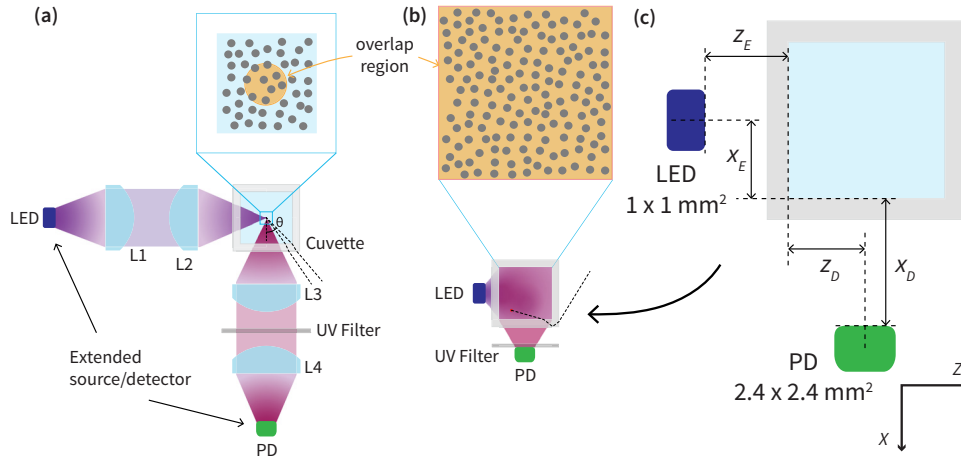 (a)
overlap
region
LED
L1
L2
θ
Cuvette
L3
UV Filter
L4
Extended
source/detector
PD
(b)
LED
UV Filter
PD
(c)
Z_E
X_E
LED
1 x 1 mm²
Z_D
X_D
PD
2.4 x 2.4 mm²
Z
X